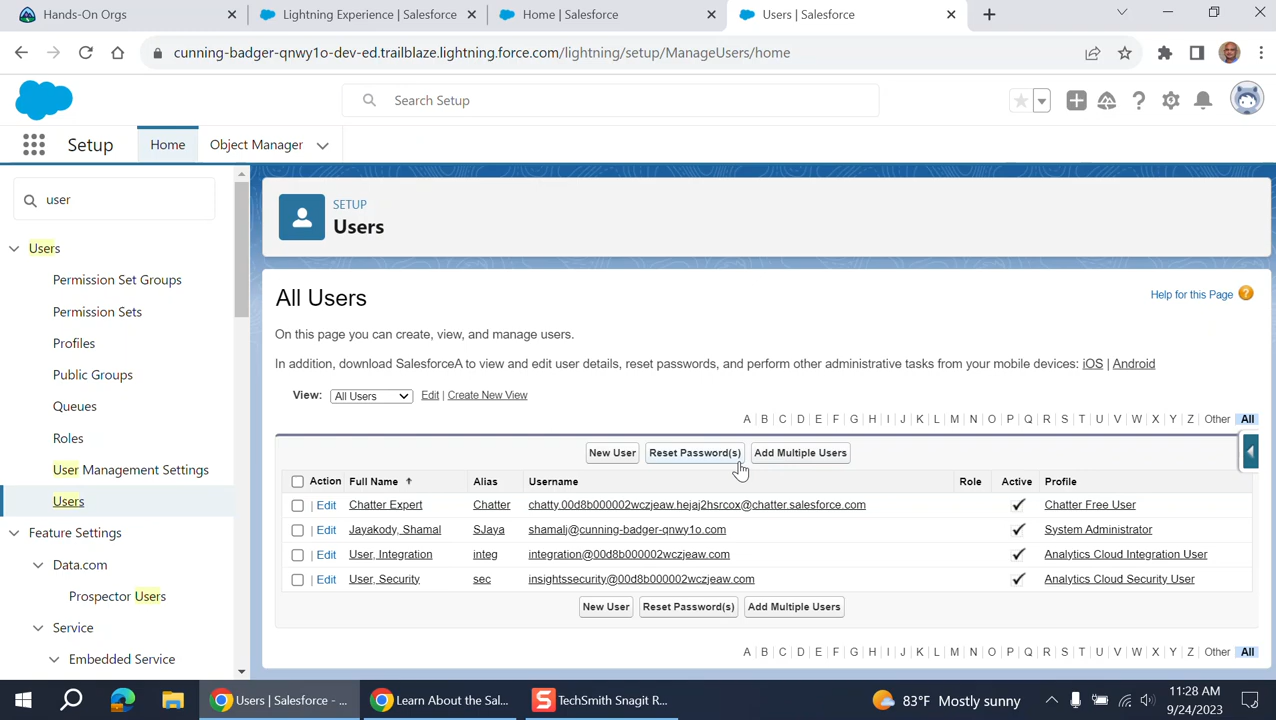 Hands-On Orgs
Lightning Experience | Salesforce
Home | Salesforce
Users | Salesforce
cunning-badger-qnwy1o-dev-ed.trailblaze.lightning.force.com/lightning/setup/ManageUsers/home
Search Setup
Setup
Home
Object Manager
user
Users
Permission Set Groups
Permission Sets
Profiles
Public Groups
Queues
Roles
User Management Settings
Users
Feature Settings
Data.com
Prospector Users
Service
Embedded Service
SETUP
Users
All Users
Help for this Page
On this page you can create, view, and manage users.
In addition, download SalesforceA to view and edit user details, reset passwords, and perform other administrative tasks from your mobile devices: iOS | Android
View: All Users Edit | Create New View
A B C D E F G H I J K L M N O P Q R S T U V W X Y Z Other All
New User Reset Password(s) Add Multiple Users
Action Full Name Alias Username Role Active Profile
| Edit Chatter Expert Chatter chatty.00d8b000002wczjeaw.hejaj2hsrcox@chatter.salesforce.com Chatter Free User
| Edit Jayakody, Shamal SJaya shamalj@cunning-badger-qnwy1o.com System Administrator
| Edit User, Integration integ integration@00d8b000002wczjeaw.com Analytics Cloud Integration User
| Edit User, Security sec insightssecurity@00d8b000002wczjeaw.com Analytics Cloud Security User
New User Reset Password(s) Add Multiple Users
A B C D E F G H I J K L M N O P Q R S T U V W X Y Z Other All
Users | Salesforce - ...
Learn About the Sal...
TechSmith Snagit R...
83°F Mostly sunny
11:28 AM
9/24/2023